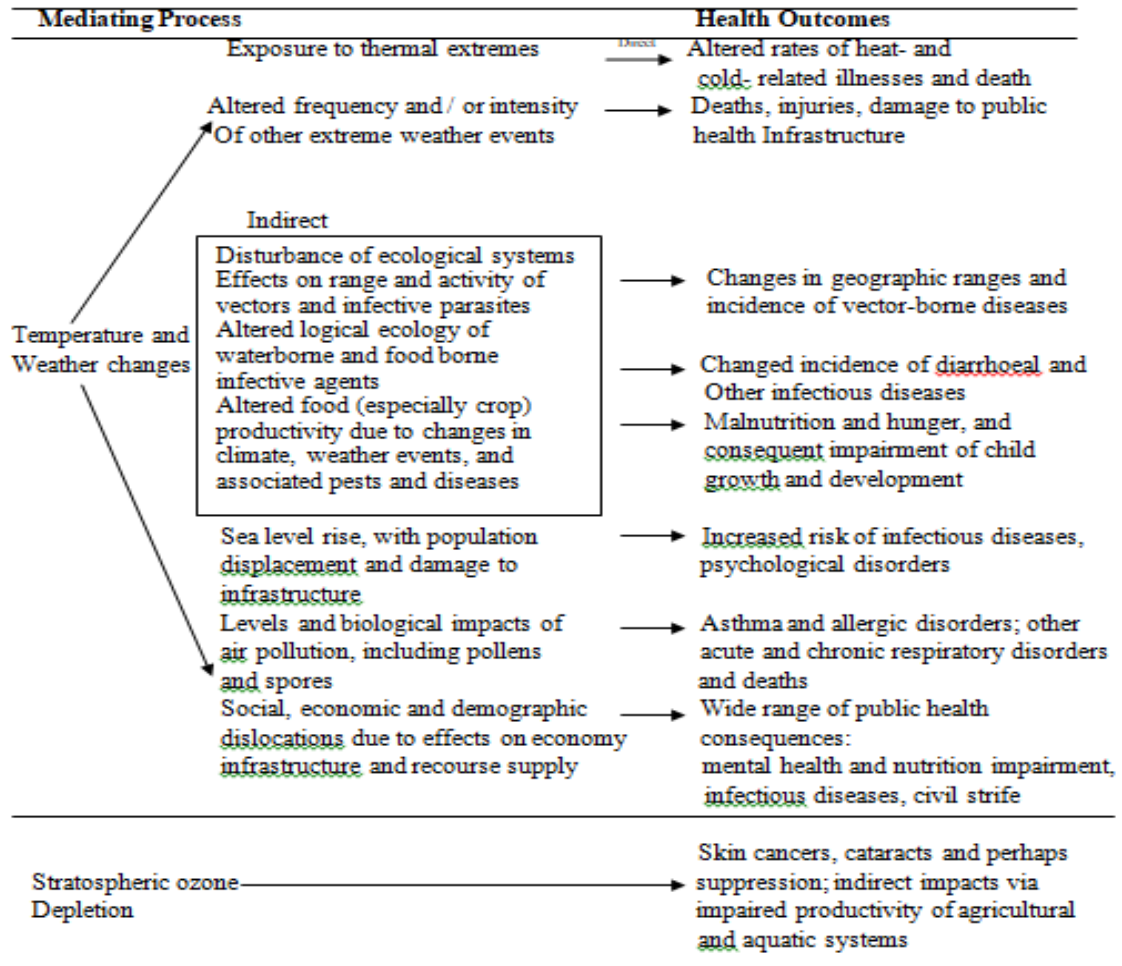 Mediating Process Health Outcomes
Exposure to thermal extremes Direct Altered rates of heat- and
cold- related illnesses and death
Altered frequency and / or intensity Deaths, injuries, damage to public
Of other extreme weather events health Infrastructure
Indirect
Disturbance of ecological systems
Effects on range and activity of Changes in geographic ranges and
vectors and infective parasites incidence of vector-borne diseases
Altered logical ecology of
Temperature and
Weather changes
waterborne and food borne Changed incidence of diarrhoeal and
infective agents Other infectious diseases
Altered food (especially crop) Malnutrition and hunger, and
productivity due to changes in consequent impairment of child
climate, weather events, and growth and development
associated pests and diseases
Sea level rise, with population Increased risk of infectious diseases,
displacement and damage to psychological disorders
infrastructure
Levels and biological impacts of Asthma and allergic disorders; other
air pollution, including pollens acute and chronic respiratory disorders
and spores and deaths
Social, economic and demographic Wide range of public health
dislocations due to effects on economy consequences:
infrastructure and recourse supply mental health and nutrition impairment,
infectious diseases, civil strife
Skin cancers, cataracts and perhaps
Stratospheric ozone suppression; indirect impacts via
Depletion impaired productivity of agricultural
and aquatic systems